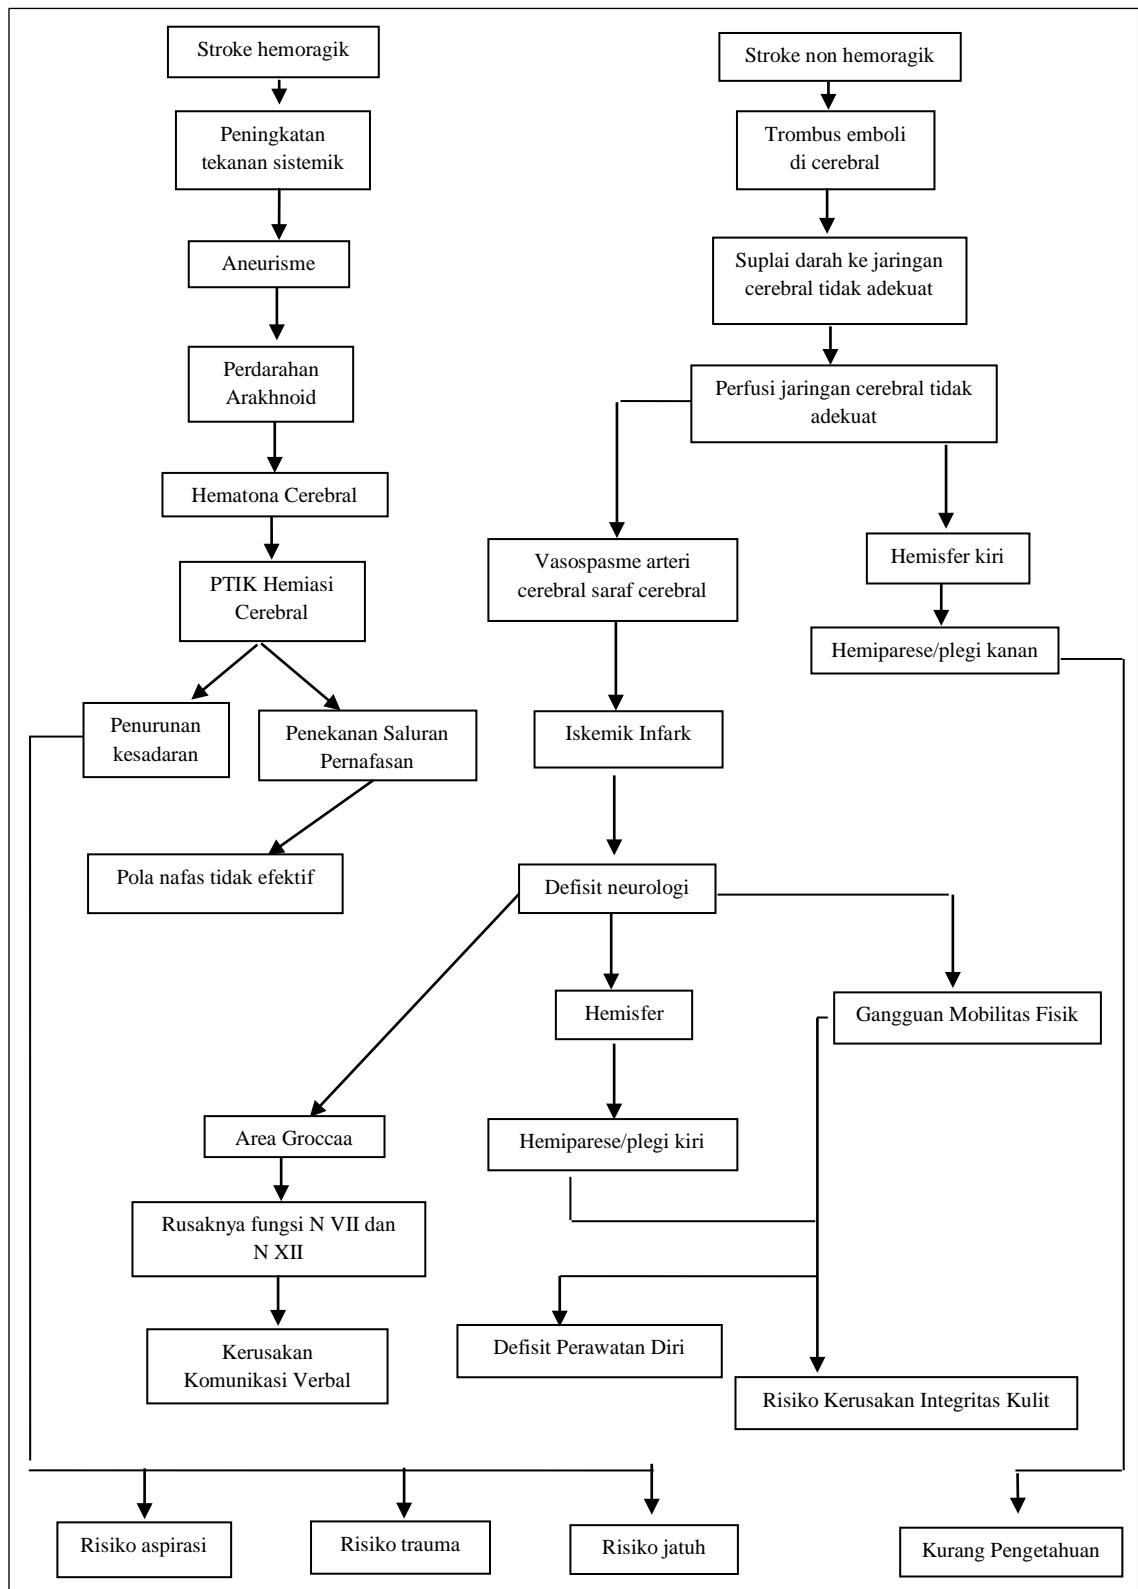 Stroke hemoragik
Stroke non hemoragik
Peningkatan
tekanan sistemik
Trombus emboli
di cerebral
Aneurisme
Suplai darah ke jaringan
cerebral tidak adekuat
Perdarahan
Arakhnoid
Perfusi jaringan cerebral tidak
adekuat
Hematona Cerebral
Vasospasme arteri
cerebral saraf cerebral
Hemisfer kiri
PTIK Hemiasi
Cerebral
Hemiparese/plegi kanan
Penurunan
kesadaran
Penekanan Saluran
Pernafasan
Iskemik Infark
Pola nafas tidak efektif
Defisit neurologi
Hemisfer
Gangguan Mobilitas Fisik
Area Groccaa
Hemiparese/plegi kiri
Rusaknya fungsi N VII dan
N XII
Kerusakan
Komunikasi Verbal
Defisit Perawatan Diri
Risiko Kerusakan Integritas Kulit
Risiko aspirasi
Risiko trauma
Risiko jatuh
Kurang Pengetahuan